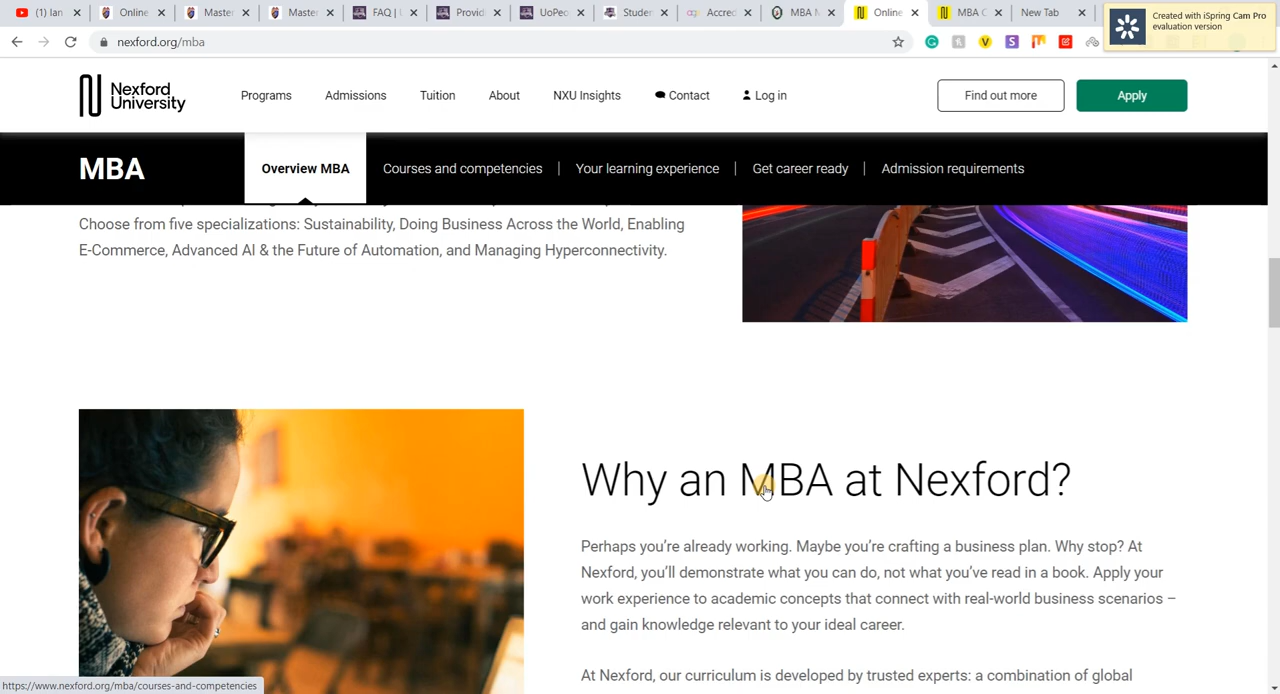 (1) Ian
Online
Master
Master
FAQ | U
Provid
UoPeo
Studen
Accred
MBA M
Online
MBA C
New Tab
Created with iSpring Cam Pro
evaluation version
nexford.org/mba
Nexford
University
Programs
Admissions
Tuition
About
NXU Insights
Contact
Log in
Find out more
Apply
MBA
Overview MBA
Courses and competencies
Your learning experience
Get career ready
Admission requirements
Choose from five specializations: Sustainability, Doing Business Across the World, Enabling
E-Commerce, Advanced AI & the Future of Automation, and Managing Hyperconnectivity.
Why an MBA at Nexford?
Perhaps you're already working. Maybe you're crafting a business plan. Why stop? At
Nexford, you'll demonstrate what you can do, not what you've read in a book. Apply your
work experience to academic concepts that connect with real-world business scenarios –
and gain knowledge relevant to your ideal career.
At Nexford, our curriculum is developed by trusted experts: a combination of global
https://www.nexford.org/mba/courses-and-competencies